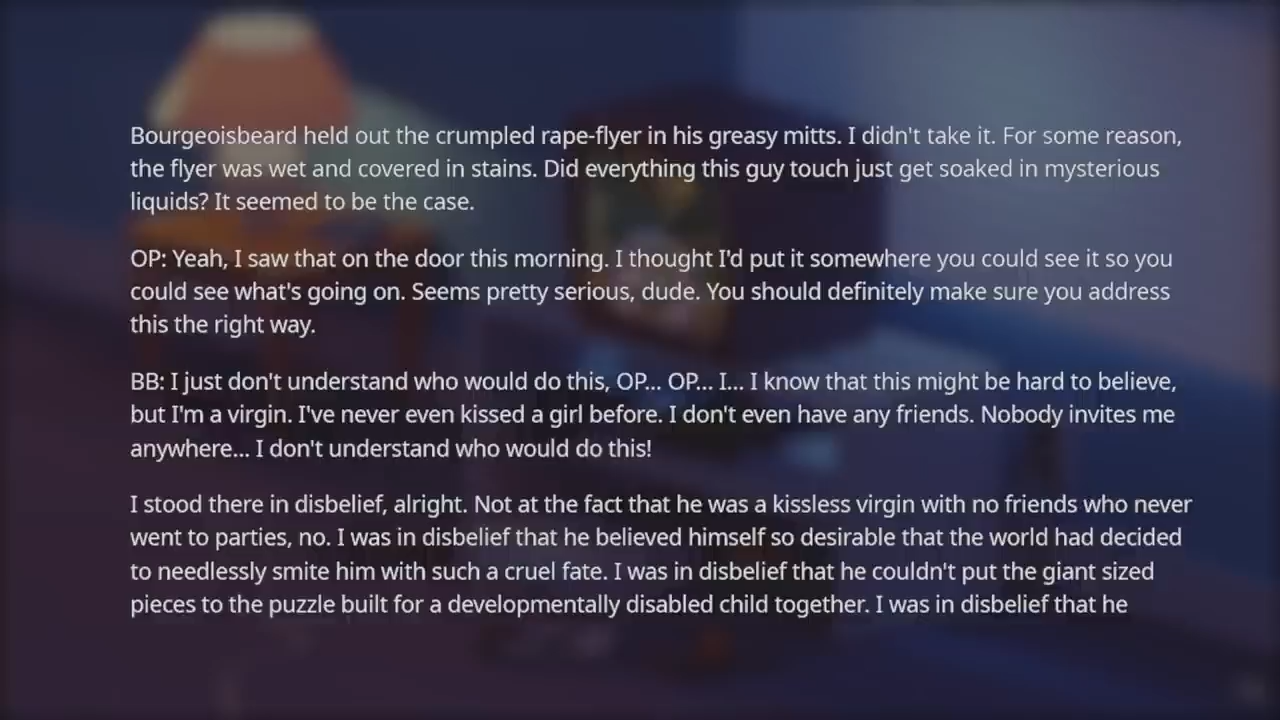 Bourgeoisbeard held out the crumpled rape-flyer in his greasy mitts. I didn't take it. For some reason,
the flyer was wet and covered in stains. Did everything this guy touch just get soaked in mysterious
liquids? It seemed to be the case.
OP: Yeah, I saw that on the door this morning. I thought I'd put it somewhere you could see it so you
could see what's going on. Seems pretty serious, dude. You should definitely make sure you address
this the right way.
BB: I just don't understand who would do this, OP... OP... I... I know that this might be hard to believe,
but I'm a virgin. I've never even kissed a girl before. I don't even have any friends. Nobody invites me
anywhere... I don't understand who would do this!
I stood there in disbelief, alright. Not at the fact that he was a kissless virgin with no friends who never
went to parties, no. I was in disbelief that he believed himself so desirable that the world had decided
to needlessly smite him with such a cruel fate. I was in disbelief that he couldn't put the giant sized
pieces to the puzzle built for a developmentally disabled child together. I was in disbelief that he